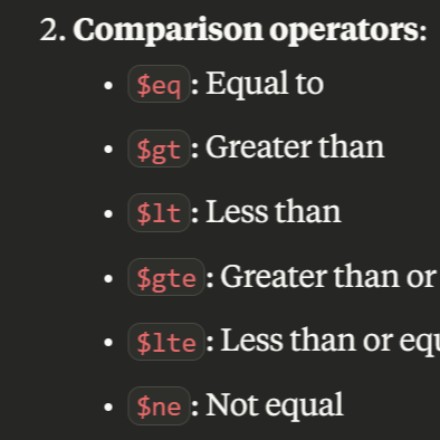 2. Comparison operators:
• $eq: Equal to
• $gt: Greater than
• $lt: Less than
• $gte: Greater than or
• $lte: Less than or
• $ne: Not equal